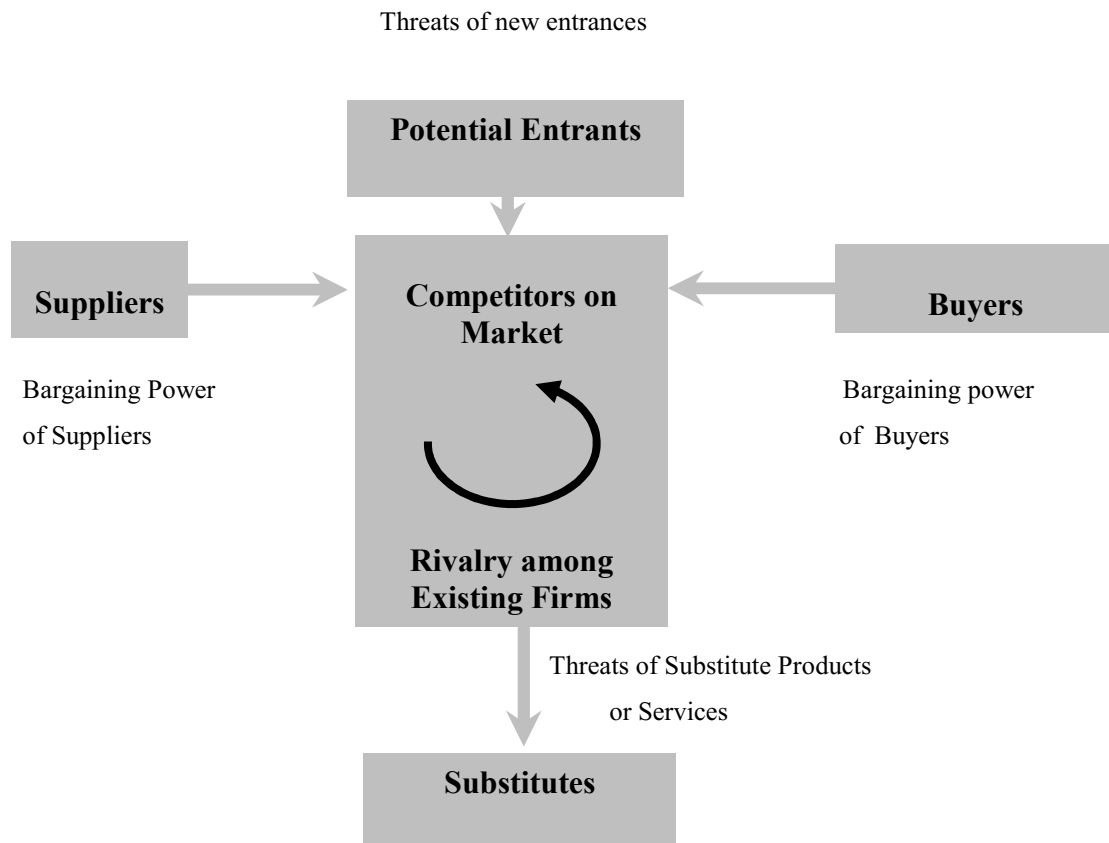 Threats of new entrances
Potential Entrants
Suppliers
Competitors on
Market
Buyers
Bargaining Power
of Suppliers
Bargaining power
of Buyers
Rivalry among
Existing Firms
Threats of Substitute Products
or Services
Substitutes